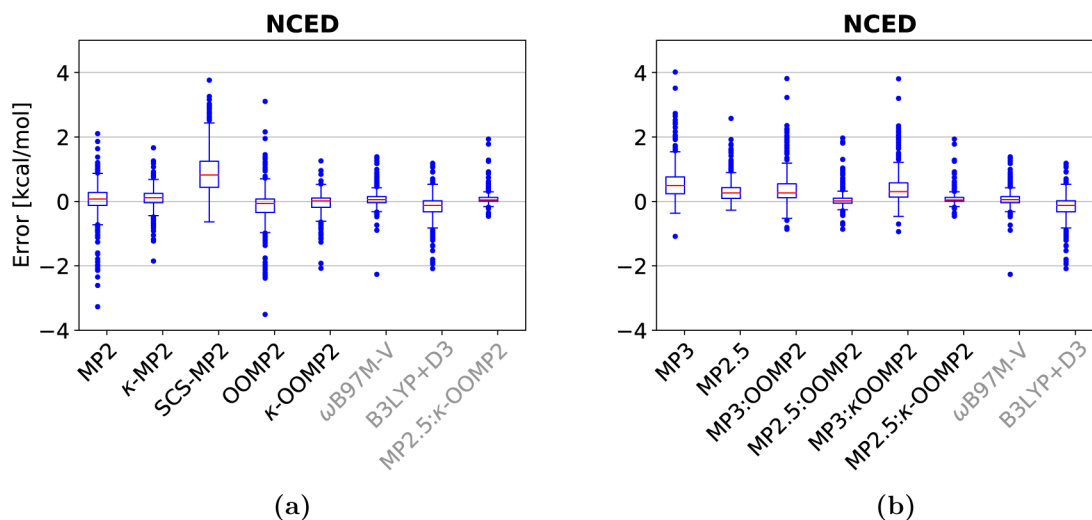 NCED
Error [kcal/mol]
4
2
0
−2
−4
MP2
κ-MP2
SCS-MP2
OOMP2
κ-OOMP2
ωB97M-V
B3LYP+D3
MP2.5:κ-OOMP2
(a)
NCED
4
2
0
−2
−4
MP3
MP2.5
MP3:OOMP2
MP2.5:OOMP2
MP3:κOOMP2
MP2.5:κ-OOMP2
ωB97M-V
B3LYP+D3
(b)